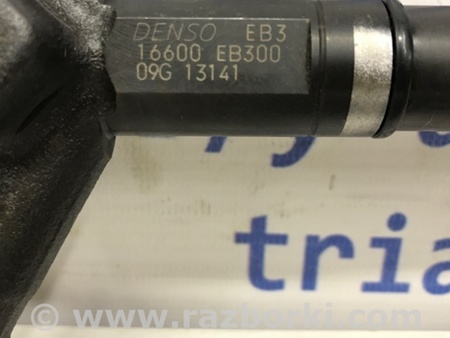 DENSO EB3
16600 EB300
09G 13141
tria
www.razborki.com